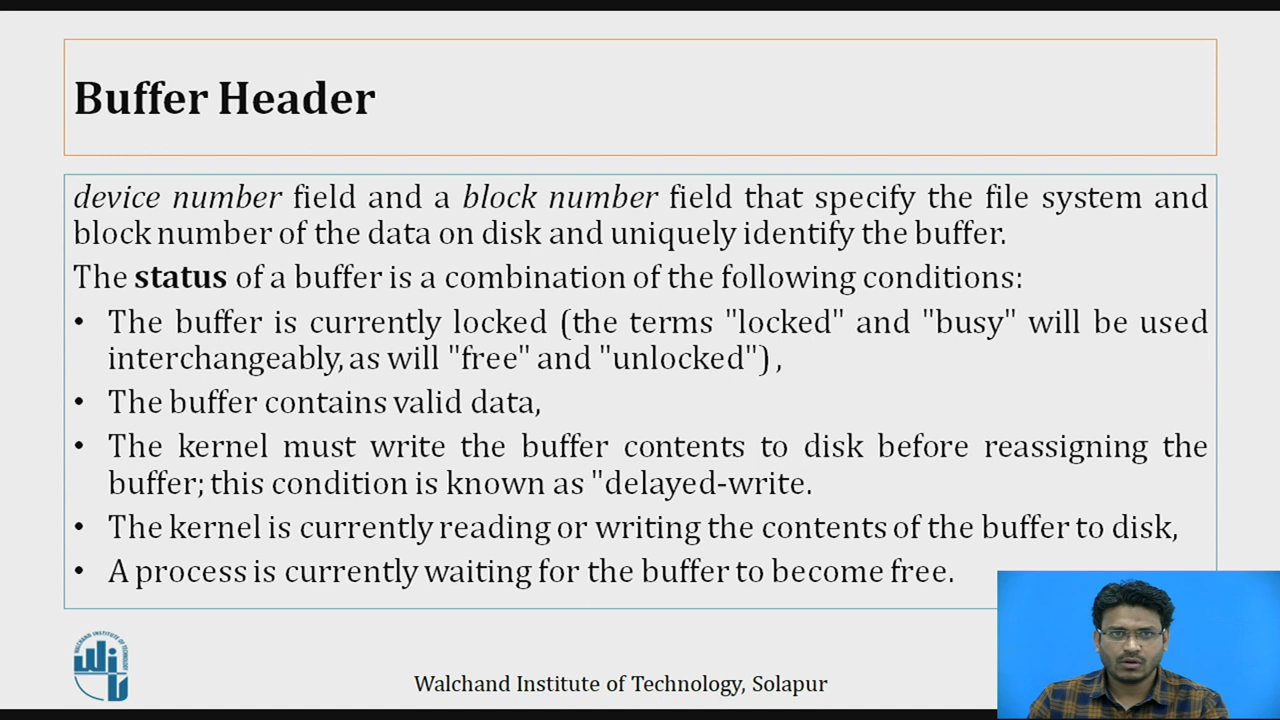 Buffer Header
device number field and a block number field that specify the file system and
block number of the data on disk and uniquely identify the buffer.
The status of a buffer is a combination of the following conditions:
• The buffer is currently locked (the terms "locked" and "busy" will be used
interchangeably, as will "free" and "unlocked") ,
• The buffer contains valid data,
• The kernel must write the buffer contents to disk before reassigning the
buffer; this condition is known as "delayed-write.
• The kernel is currently reading or writing the contents of the buffer to disk,
• A process is currently waiting for the buffer to become free.
WALCHAND INSTITUTE OF TECHNOLOGY
Walchand Institute of Technology, Solapur